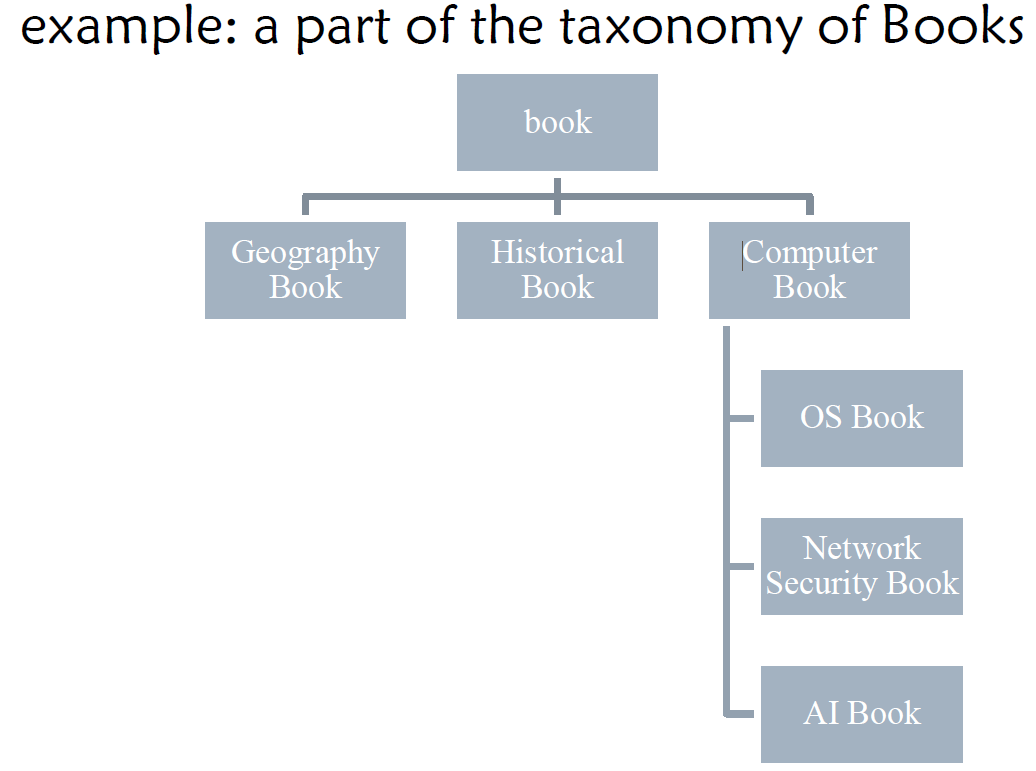 example: a part of the taxonomy of Books
book
Geography
Book
Historical
Book
Computer
Book
OS Book
Network
Security Book
AI Book